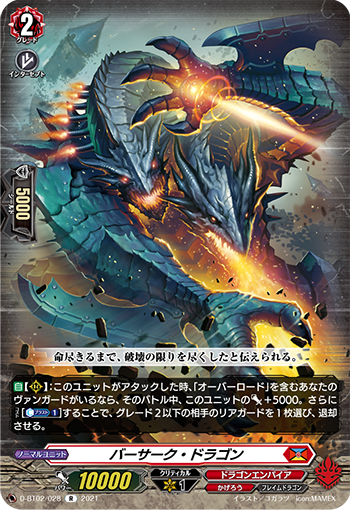 2
グレード
インターセプト
5000
シールド
命尽きるまで、破壊の限りを尽くしたと伝えられる。
自【R】：このユニットがアタックした時、「オーバーロード」を含むあなたの
ヴァンガードがいるなら、そのバトル中、このユニットの+5000。さらに
［ブラスト1］することで、グレード２以下の相手のリアガードを１枚選び、退却
させる。
ノーマルユニット
バーサーク・ドラゴン
パワー 10000
クリティカル
1
ドラゴンエンパイア
かげろう
フレイムドラゴン
D-BT02-028 R 2021
イラスト／コガラツ icorcMAMEX